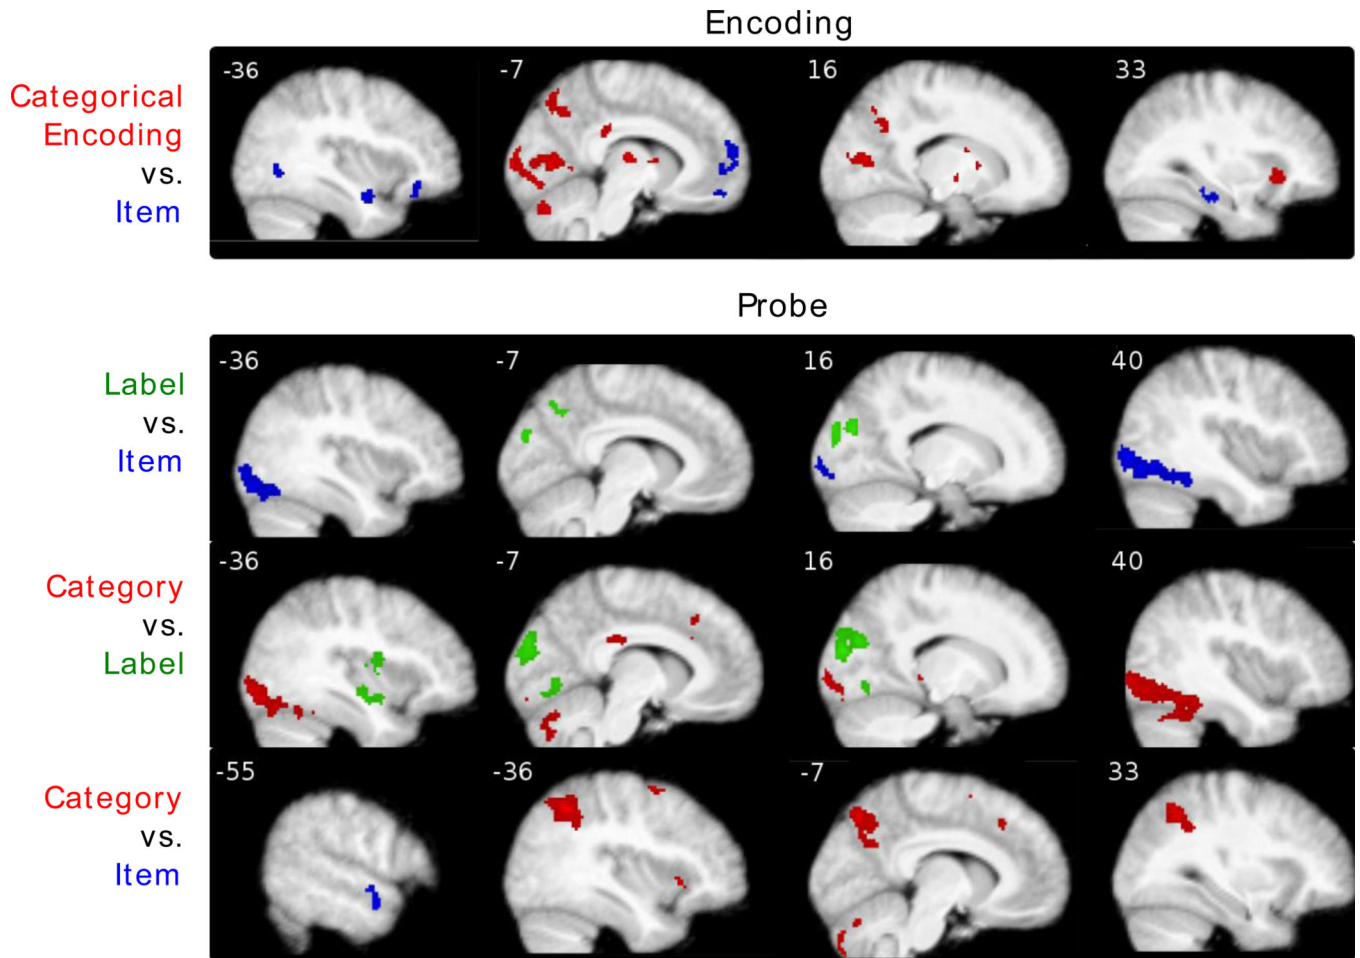 Encoding
Categorical
Encoding
vs.
Item
-36 -7 16 33
Probe
Label
vs.
Item
-36 -7 16 40
Category
vs.
Label
-36 -7 16 40
Category
vs.
Item
-55 -36 -7 33